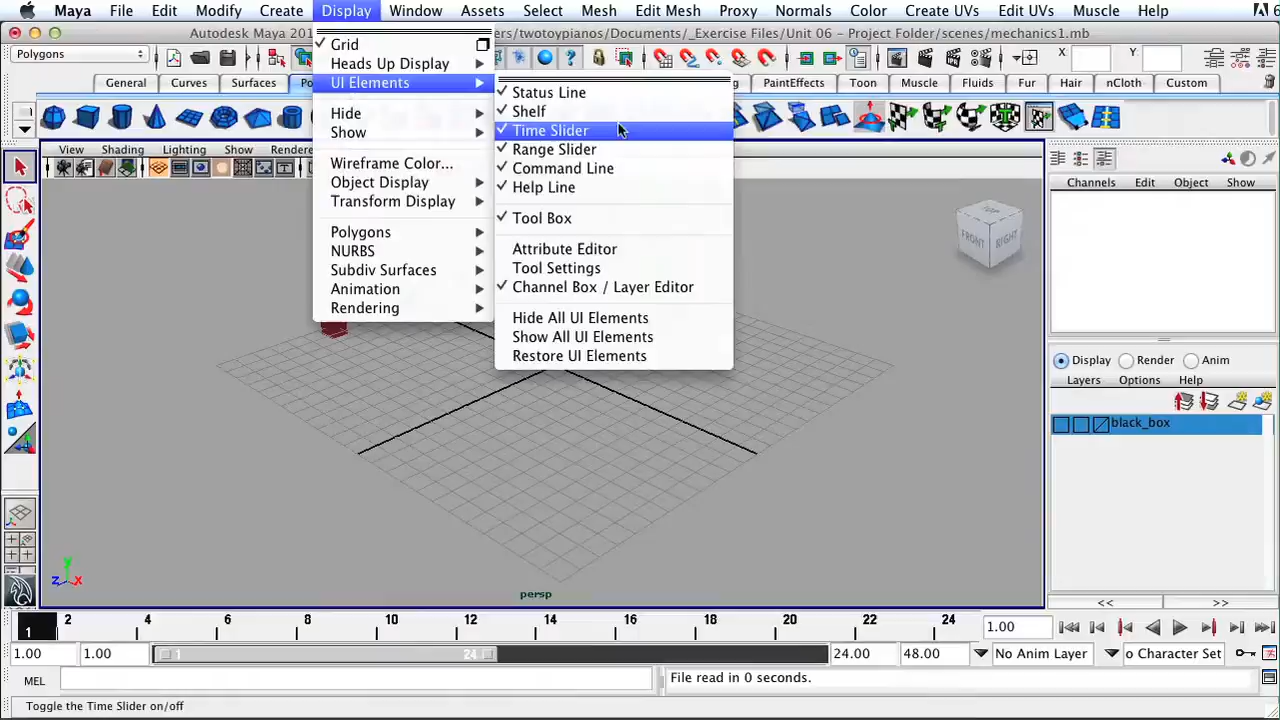 Maya File Edit Modify Create Display Window Assets Select Mesh Edit Mesh Proxy Normals Color Create UVs Edit UVs Muscle Help
/twotoypianos/Documents/_Exercise Files/Unit 06 - Project Folder/scenes/mechanics1.mb
Polygons
X:
Y:
General Curves Surfaces
PaintEffects Toon Muscle Fluids Fur Hair nCloth Custom
View Shading Lighting Show
Grid
Heads Up Display
UI Elements
Hide
Show
Wireframe Color...
Object Display
Transform Display
Polygons
NURBS
Subdiv Surfaces
Animation
Rendering
Status Line
Shelf
Time Slider
Range Slider
Command Line
Help Line
Tool Box
Attribute Editor
Tool Settings
Channel Box / Layer Editor
Hide All UI Elements
Show All UI Elements
Restore UI Elements
TOP
FRONT
RIGHT
Channels Edit Object Show
Display Render Anim
Layers Options Help
black_box
<< >>
y
z x
persp
1 2 4 6 8 10 12 14 16 18 20 22 24 1.00
1.00 1.00 1 24 24.00 48.00 No Anim Layer o Character Set
MEL File read in 0 seconds.
Toggle the Time Slider on/off